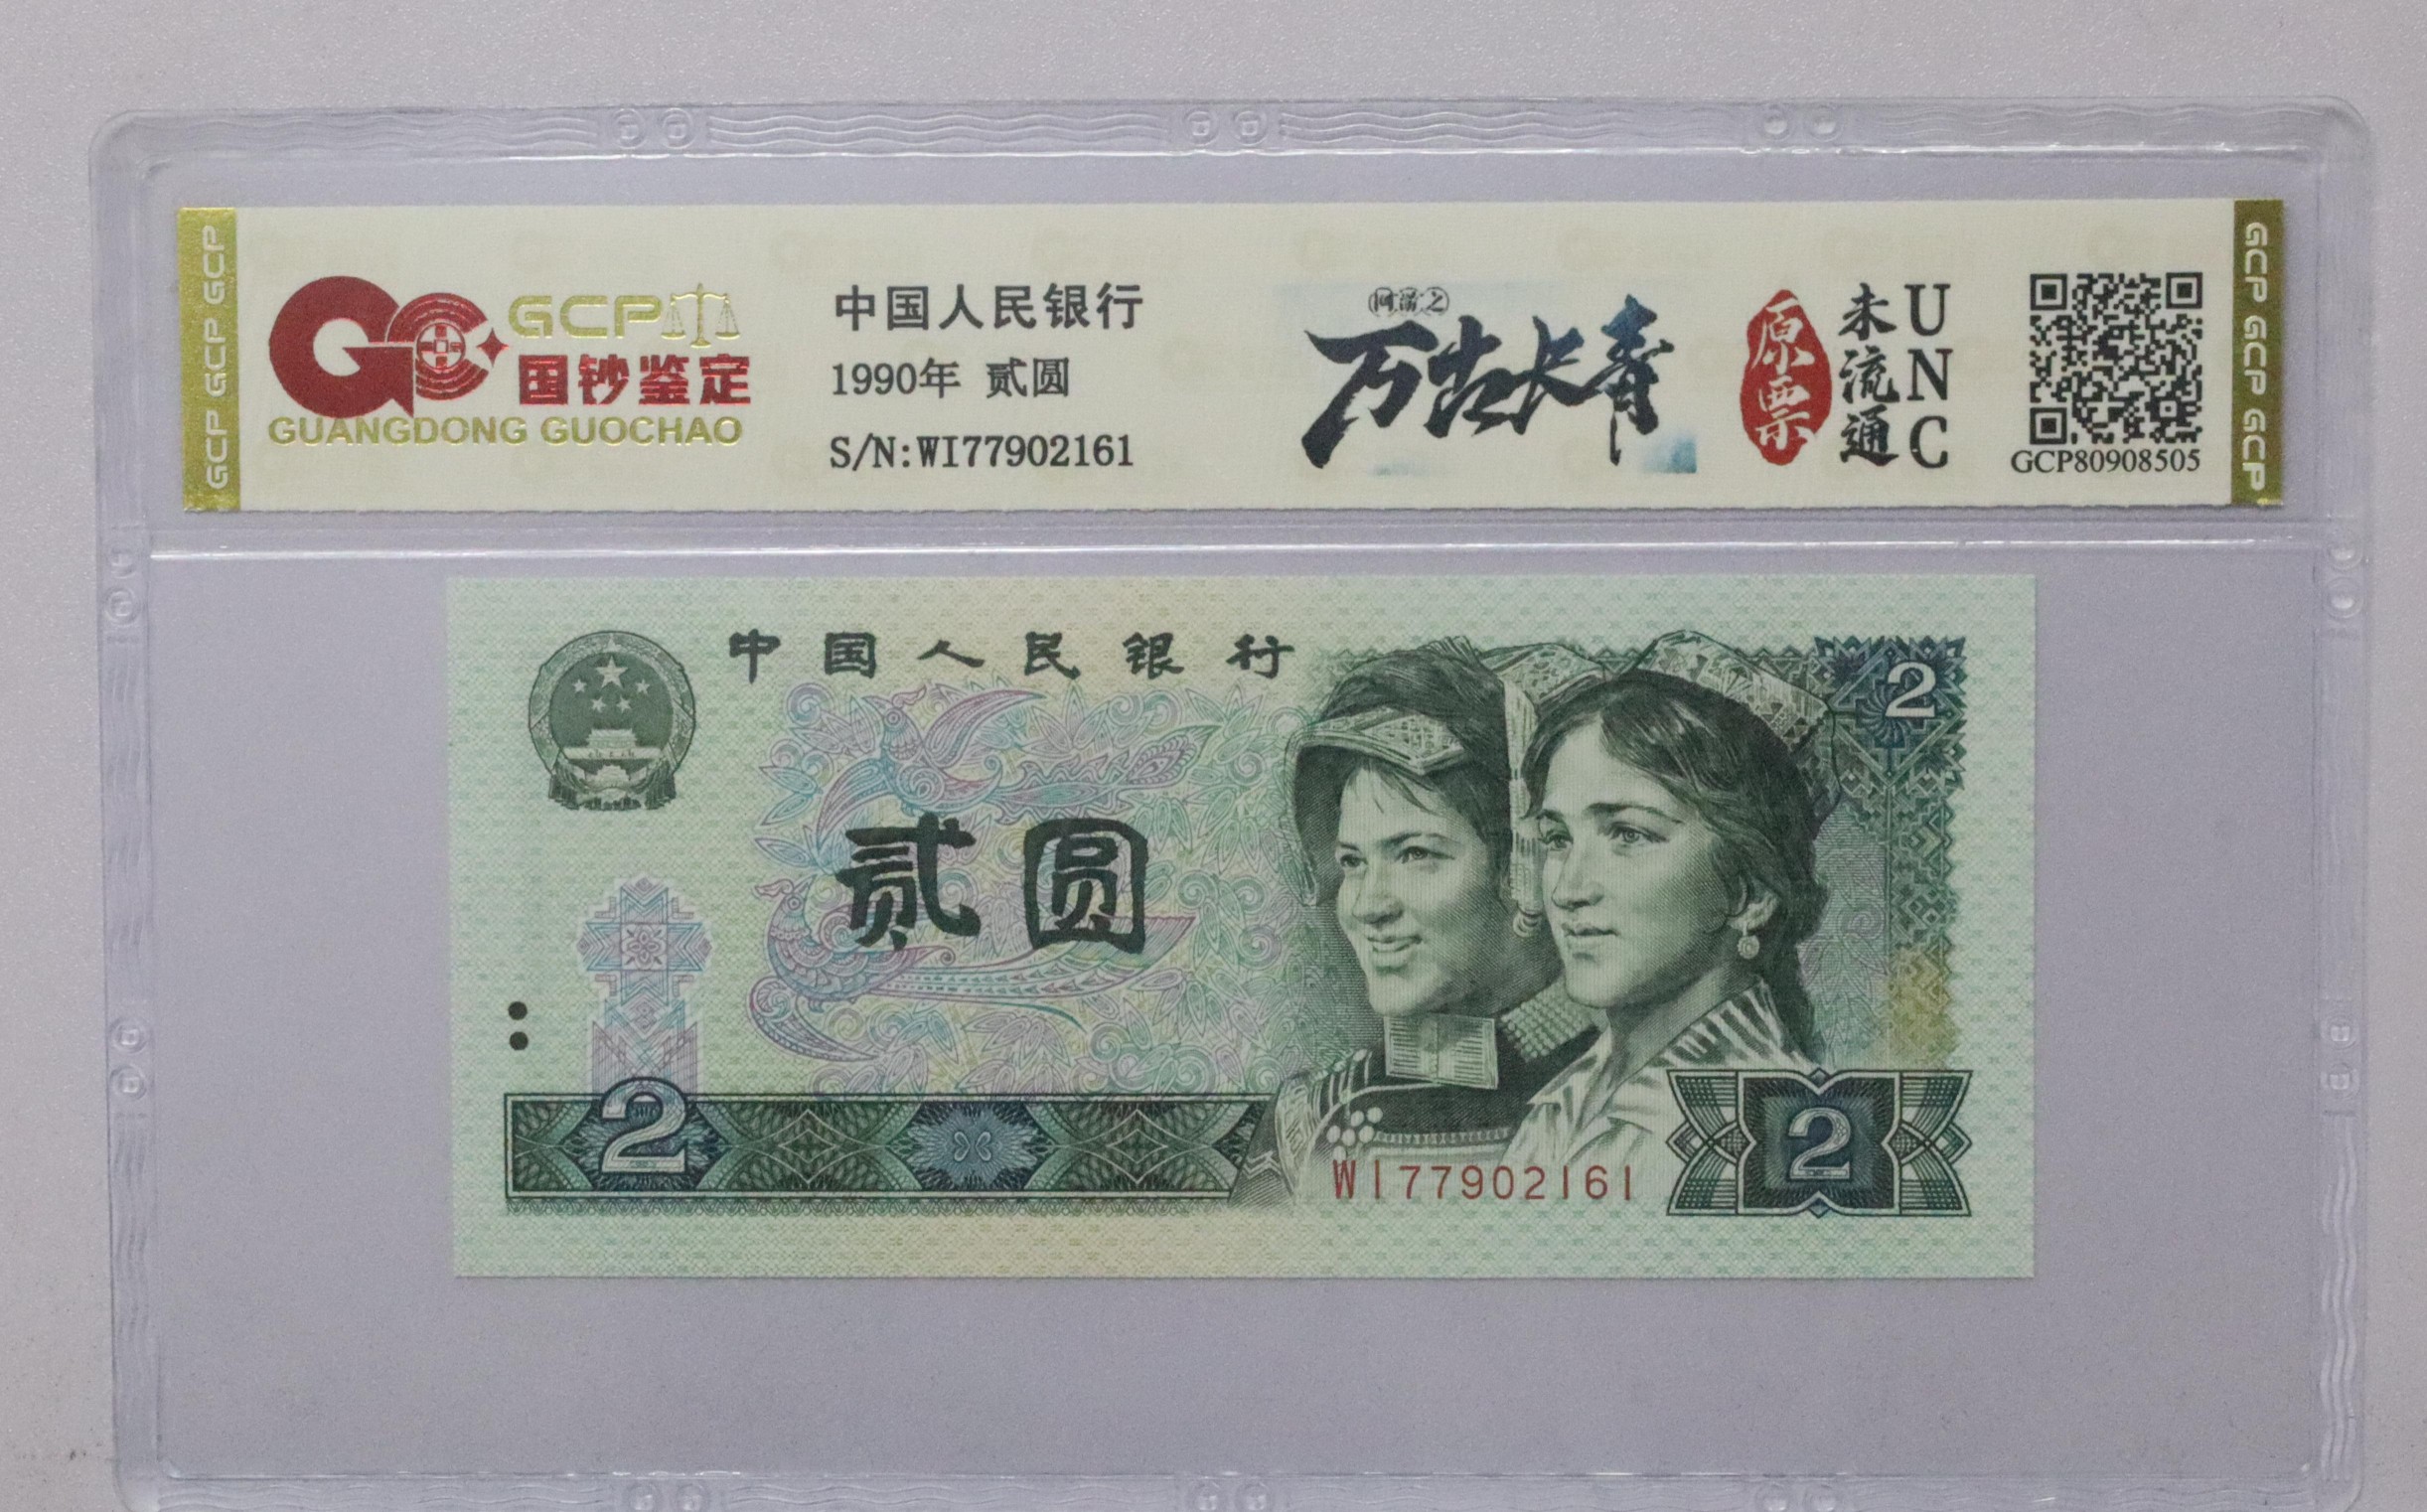 GCP GCP GCP
GCP
国钞鉴定
GUANGDONG GUOCHAO
中国人民银行
1990年 贰圆
S/N:WI77902161
万古长青
原票
未流通
UNC
GCP80908505
GCP GCP GCP
中国人民银行
2
贰圆
2
WI77902161
2